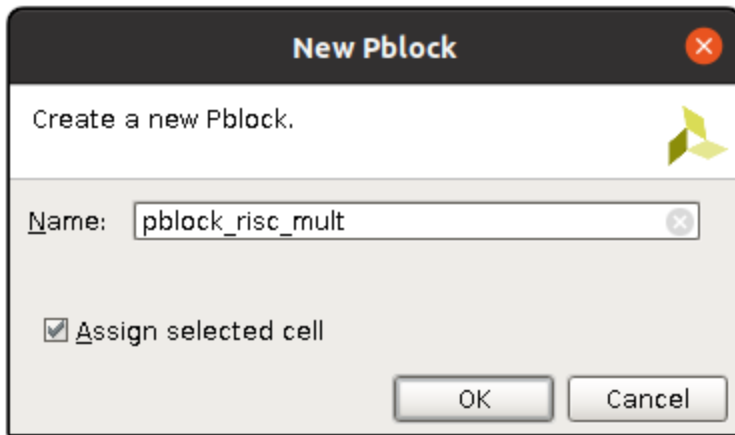 New Pblock
Create a new Pblock.
Name: pblock_risc_mult
Assign selected cell
OK Cancel